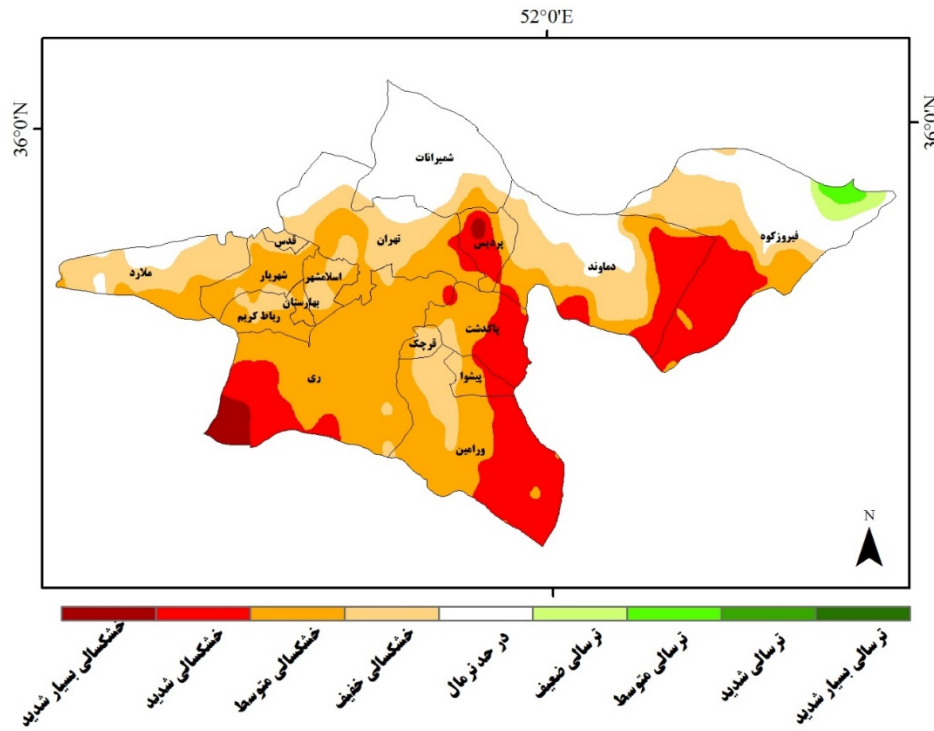 52°0'E
36°0'N
36°0'N
شمیرانات
فیروزکوه
تهران
پردیس
قدس
دماوند
ملارد
شهریار
اسلامشهر
بهارستان
رباط کریم
پاکدشت
قرچک
ری
پیشوا
ورامین
N
خشکسالی بسیار شدید
خشکسالی شدید
خشکسالی متوسط
خشکسالی خفیف
در حد نرمال
ترسالی ضعیف
ترسالی متوسط
ترسالی شدید
ترسالی بسیار شدید